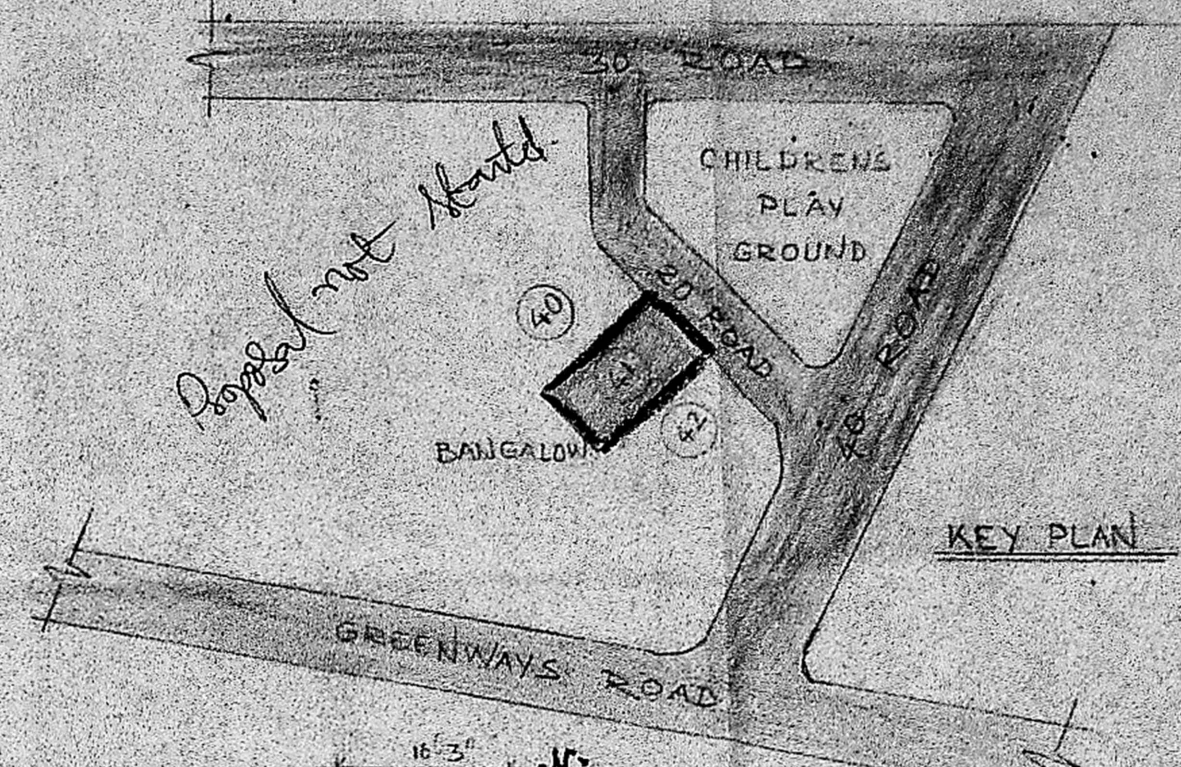 30' ROAD
CHILDRENS
PLAY
GROUND
Proposal not Started.
20 ROAD
40 ROAD
40
41
42
BANGALOW
KEY PLAN
GREENWAYS ROAD
16'3"